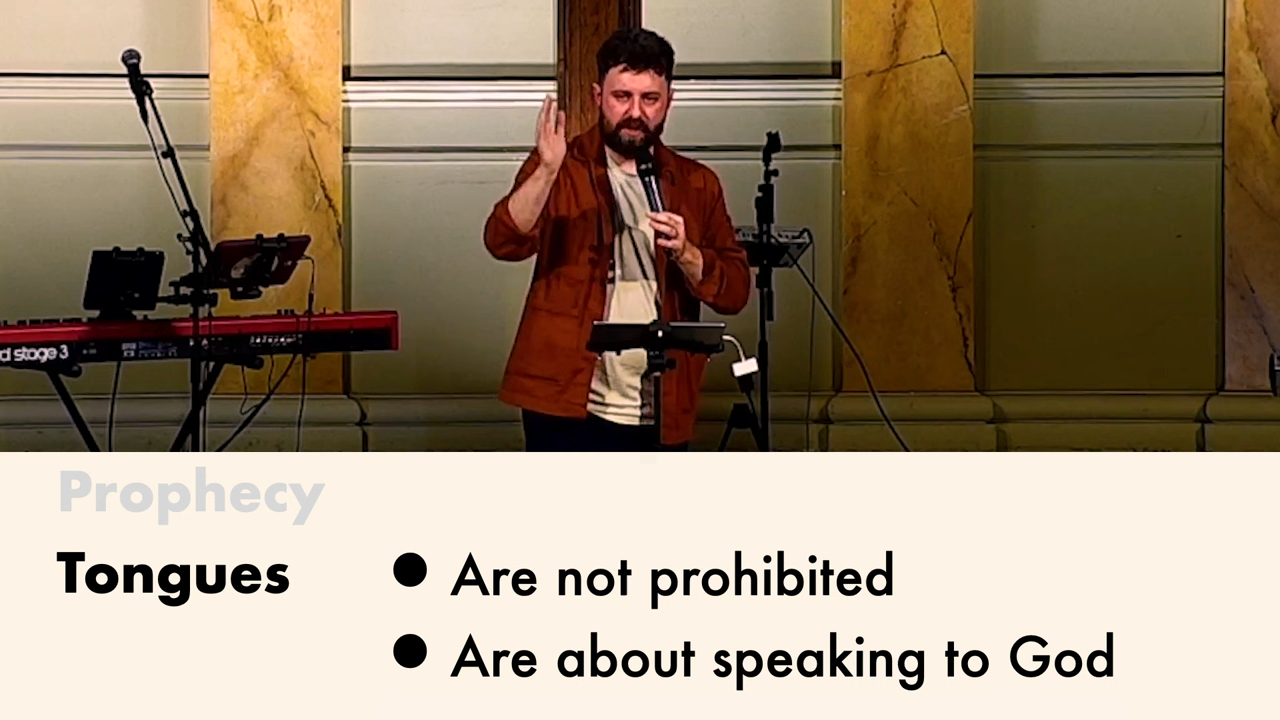 d stage 3
Prophecy
Tongues
● Are not prohibited
● Are about speaking to God